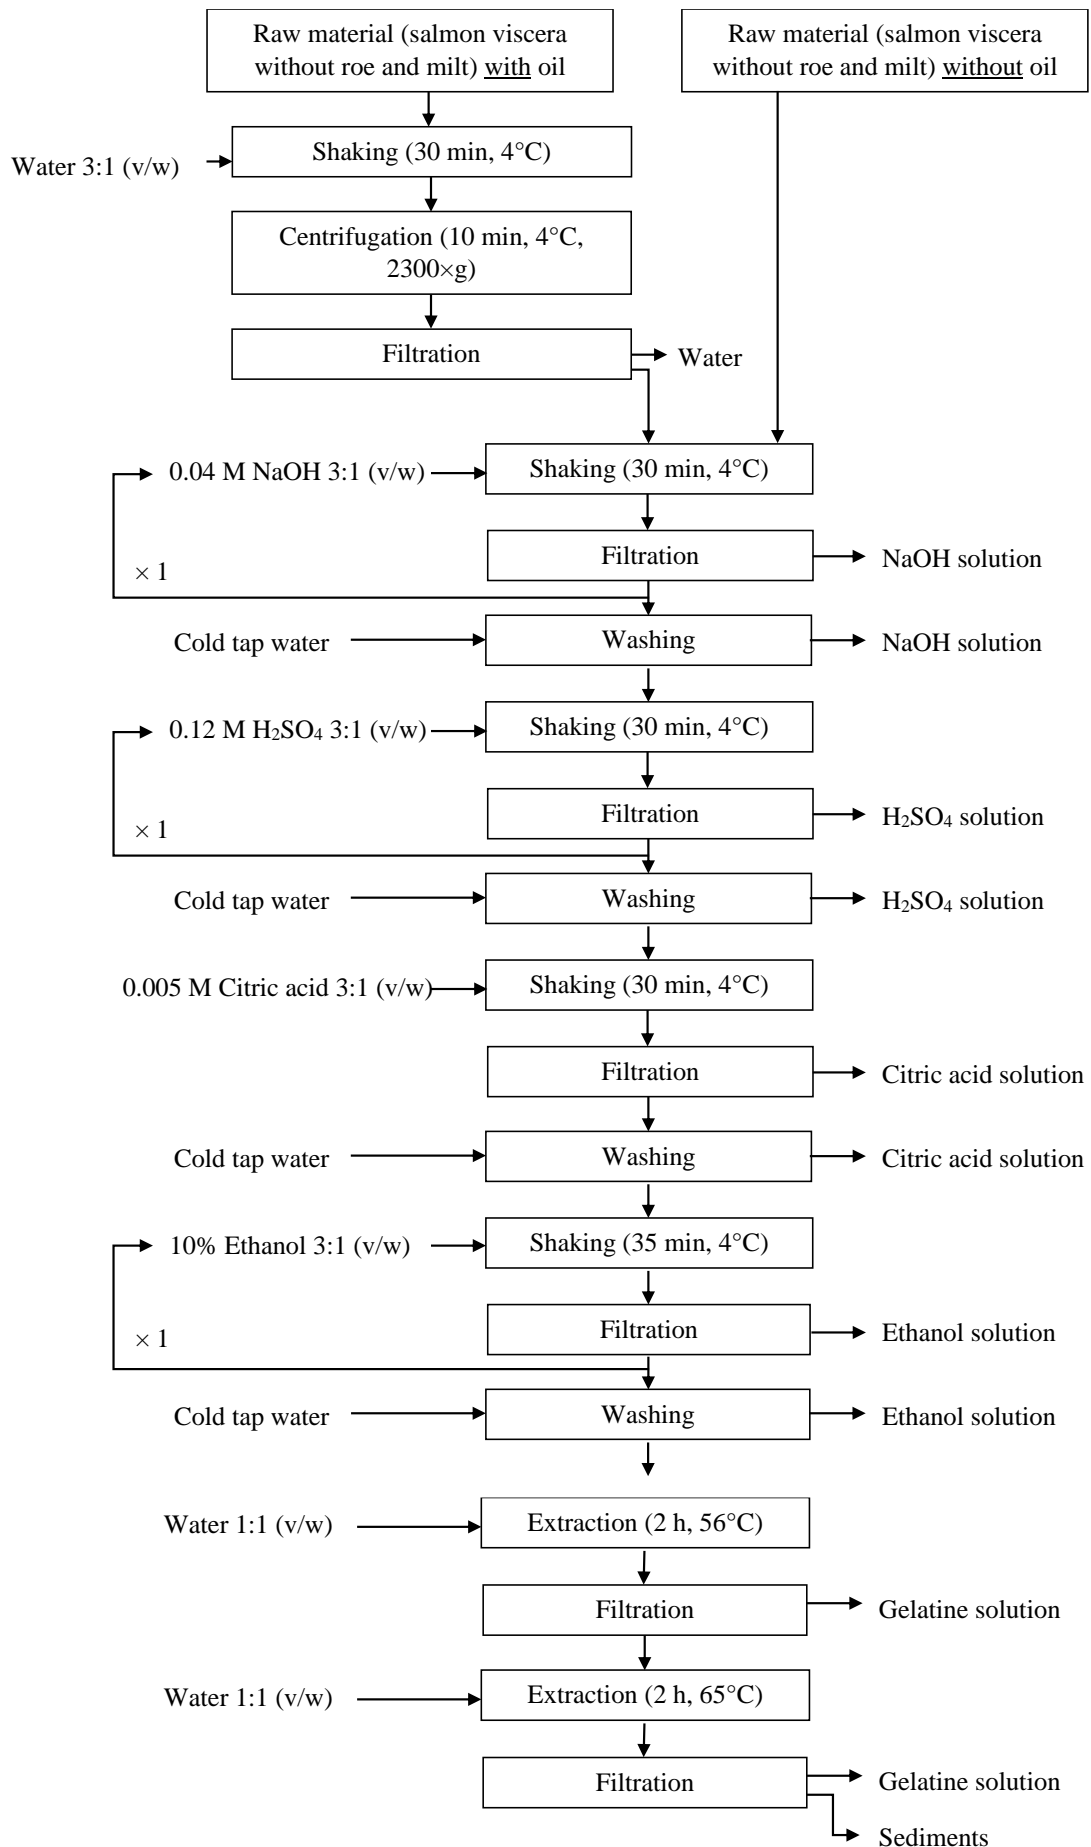 Raw material (salmon viscera
without roe and milt) with oil
Raw material (salmon viscera
without roe and milt) without oil
Water 3:1 (v/w)
Shaking (30 min, 4°C)
Centrifugation (10 min, 4°C,
2300×g)
Filtration
Water
0.04 M NaOH 3:1 (v/w)
Shaking (30 min, 4°C)
Filtration
NaOH solution
× 1
Cold tap water
Washing
NaOH solution
0.12 M H₂SO₄ 3:1 (v/w)
Shaking (30 min, 4°C)
Filtration
H₂SO₄ solution
× 1
Cold tap water
Washing
H₂SO₄ solution
0.005 M Citric acid 3:1 (v/w)
Shaking (30 min, 4°C)
Filtration
Citric acid solution
Cold tap water
Washing
Citric acid solution
10% Ethanol 3:1 (v/w)
Shaking (35 min, 4°C)
Filtration
Ethanol solution
× 1
Cold tap water
Washing
Ethanol solution
Water 1:1 (v/w)
Extraction (2 h, 56°C)
Filtration
Gelatine solution
Water 1:1 (v/w)
Extraction (2 h, 65°C)
Filtration
Gelatine solution
Sediments